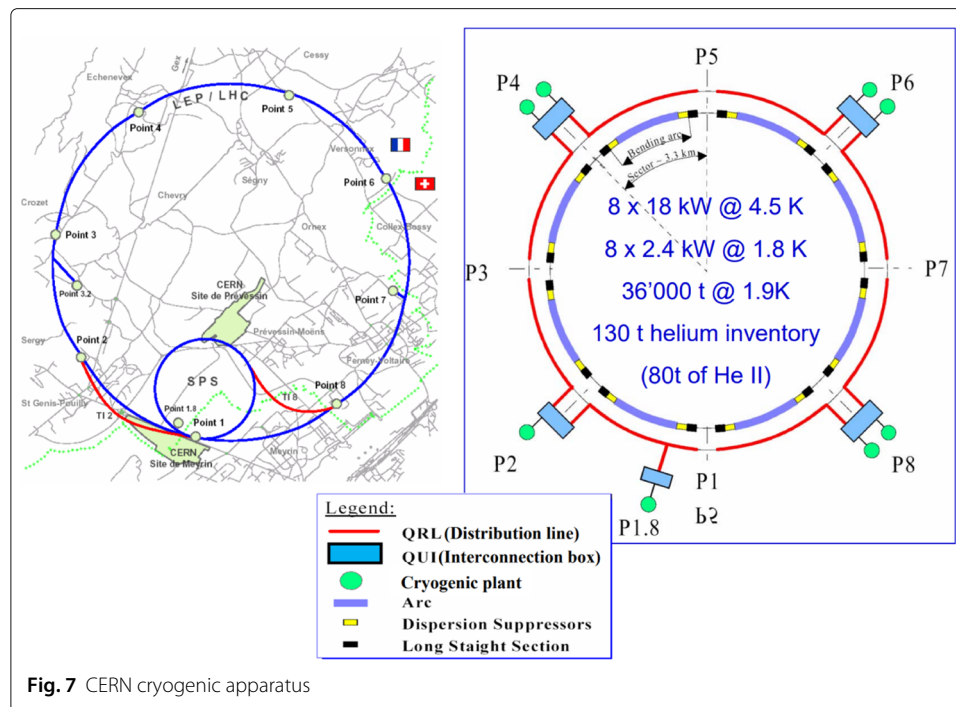 Cessy
Echenevex
Gex
LEP / LHC
Point 5
Point 4
Versonnex
Point 6
Ségny
Chevry
Crozet
Ornex
Collex-Bossy
Point 3
CERN
Site de Prévessin
Point 3.2
Point 7
Prévessin-Moëns
Sergy
Point 2
Ferney-Voltaire
SPS
Point 8
St Genis-Pouilly
TI 2
TI 8
Point 1.8
Point 1
CERN
Site de Meyrin
Meyrin
P5
P4
P6
Bending arc
Sector ~ 3.3 km
8 x 18 kW @ 4.5 K
8 x 2.4 kW @ 1.8 K
P3
P7
36'000 t @ 1.9K
130 t helium inventory
(80t of He II)
P2
P8
P1
P1.8
Legend:
QRL (Distribution line)
QUI(Interconnection box)
Cryogenic plant
Arc
Dispersion Suppressors
Long Staight Section
Fig. 7 CERN cryogenic apparatus